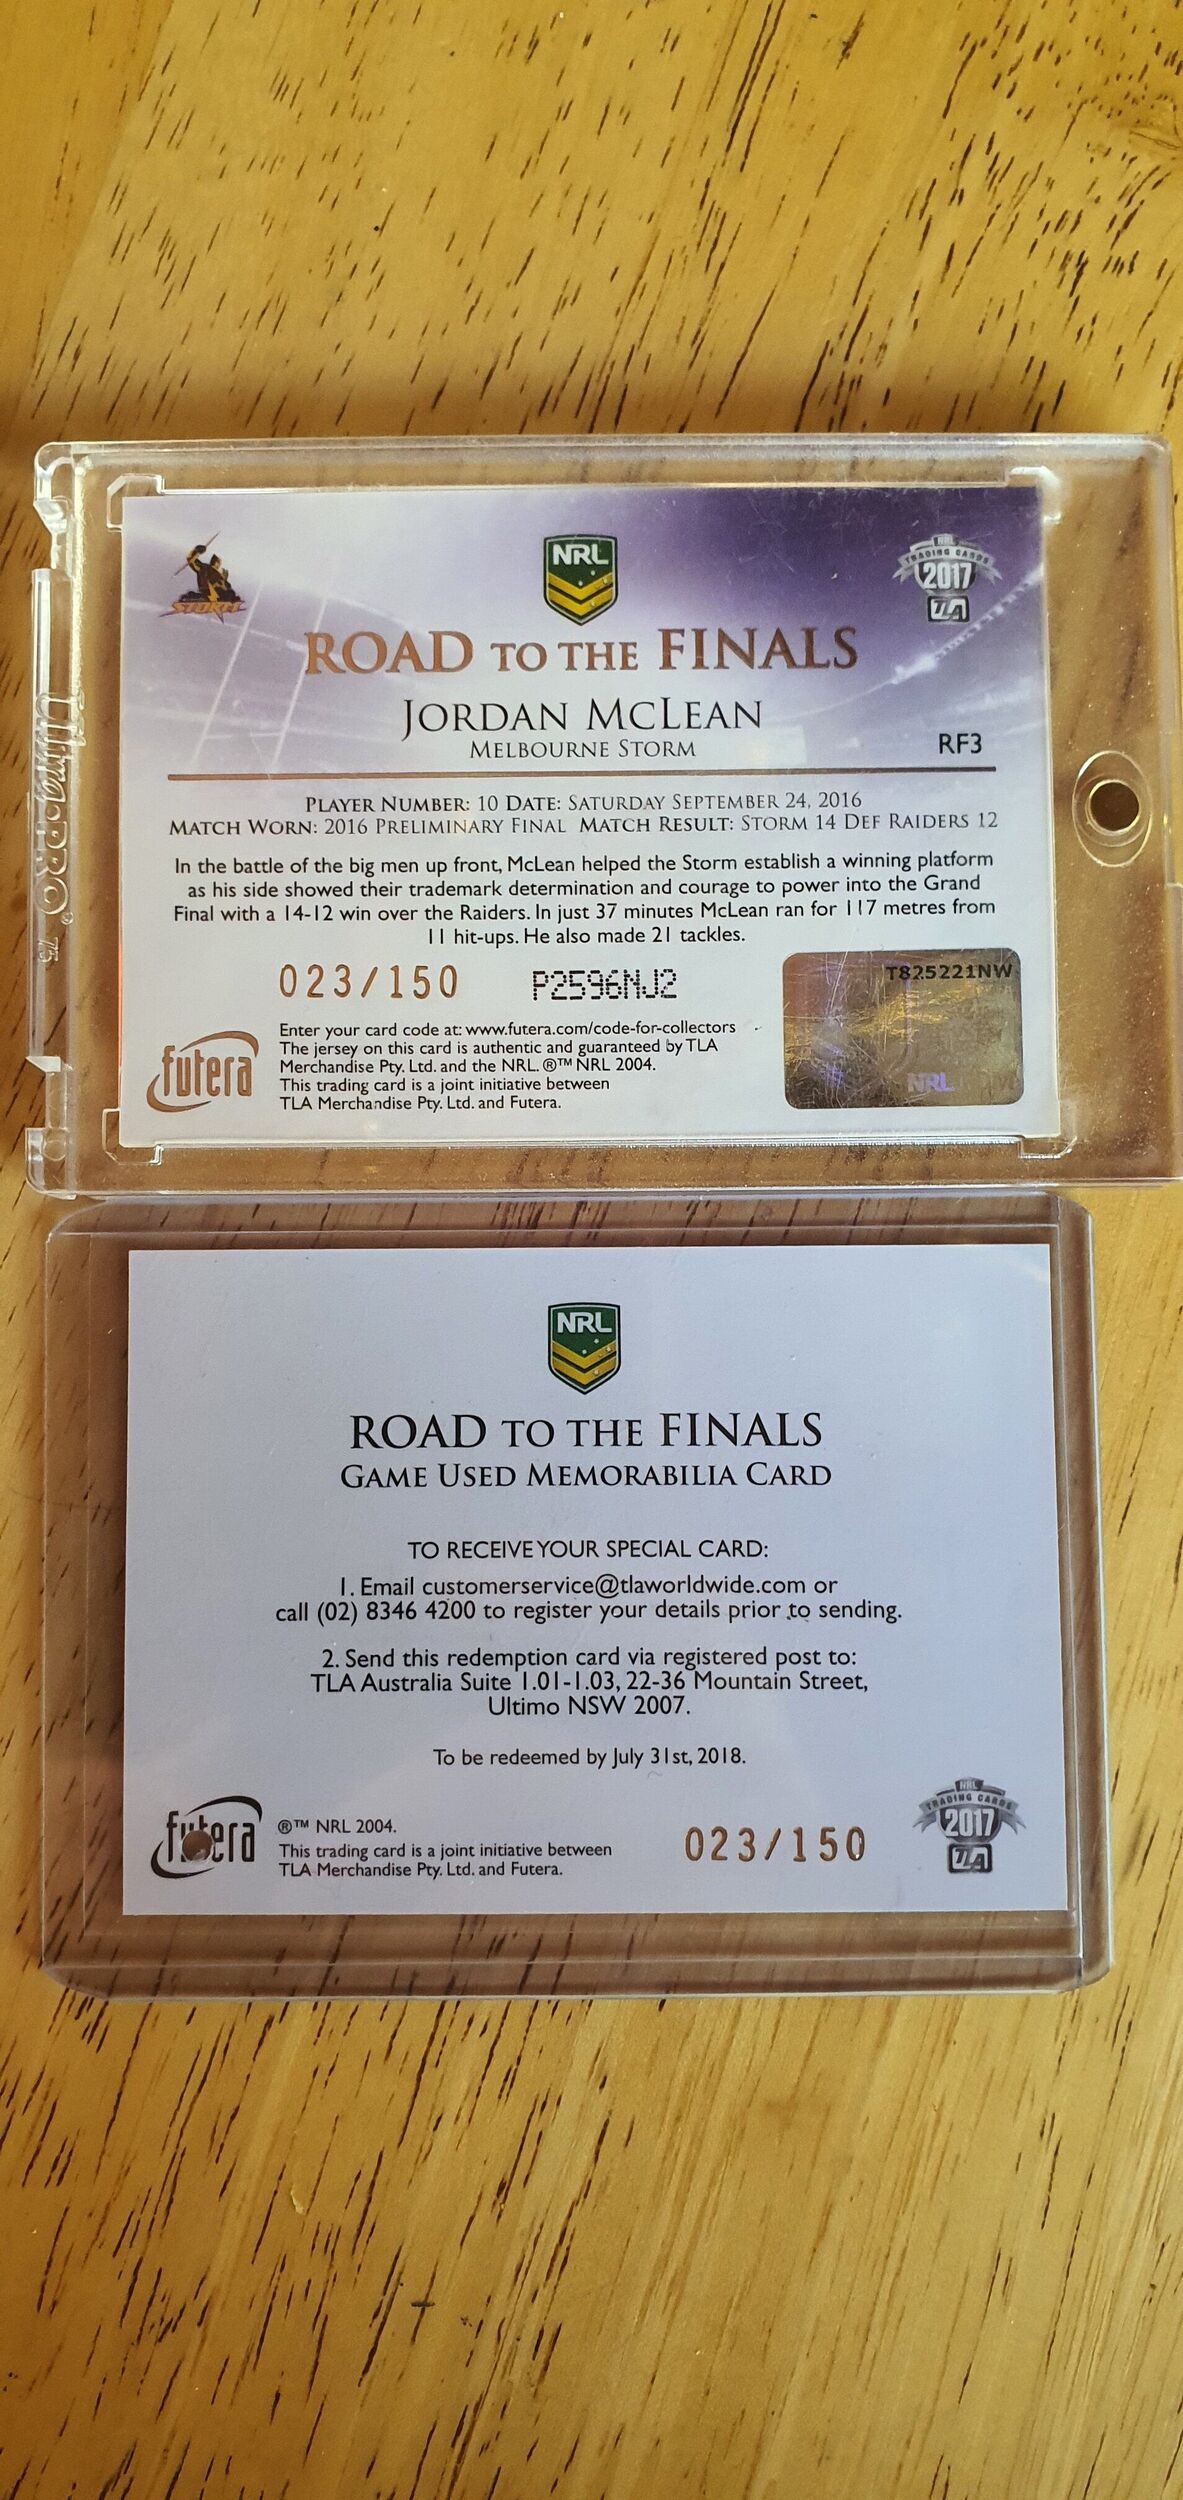 STORM
NRL
NRL
TRADING CARDS
2017
TLA
ROAD TO THE FINALS
JORDAN MCLEAN
MELBOURNE STORM
RF3
PLAYER NUMBER: 10 DATE: SATURDAY SEPTEMBER 24, 2016
MATCH WORN: 2016 PRELIMINARY FINAL MATCH RESULT: STORM 14 DEF RAIDERS 12
In the battle of the big men up front, McLean helped the Storm establish a winning platform
as his side showed their trademark determination and courage to power into the Grand
Final with a 14-12 win over the Raiders. In just 37 minutes McLean ran for 117 metres from
11 hit-ups. He also made 21 tackles.
023/150
P2596NJ2
T825221NW
NRL
futera
Enter your card code at: www.futera.com/code-for-collectors
The jersey on this card is authentic and guaranteed by TLA
Merchandise Pty. Ltd. and the NRL. ®™ NRL 2004.
This trading card is a joint initiative between
TLA Merchandise Pty. Ltd. and Futera.
UltraPRO®
NRL
ROAD TO THE FINALS
GAME USED MEMORABILIA CARD
TO RECEIVE YOUR SPECIAL CARD:
1. Email customerservice@tlaworldwide.com or
call (02) 8346 4200 to register your details prior to sending.
2. Send this redemption card via registered post to:
TLA Australia Suite 1.01-1.03, 22-36 Mountain Street,
Ultimo NSW 2007.
To be redeemed by July 31st, 2018.
futera
®™ NRL 2004.
This trading card is a joint initiative between
TLA Merchandise Pty. Ltd. and Futera.
023/150
NRL
TRADING CARDS
2017
TLA